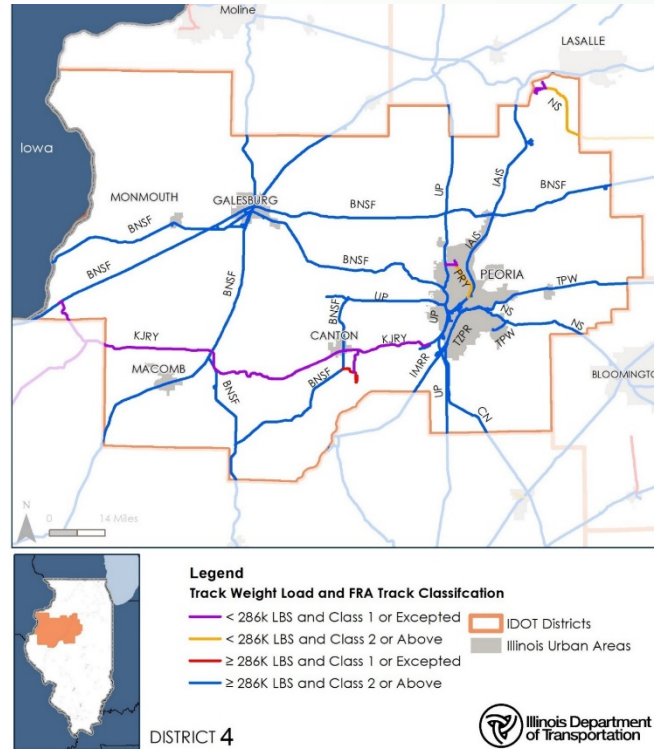 Moline
LASALLE
NS
Iowa
UP
IAIS
BNSF
MONMOUTH
GALESBURG
BNSF
BNSF
BNSF
IAIS
BNSF
BNSF
PRY
PEORIA
TPW
BNSF
UP
BNSF
UP
NS
KJRY
CANTON
KJRY
TZPR
TPW
NS
MACOMB
BNSF
BNSF
IMRR
BLOOMINGTO
UP
CN
N
0 14 Miles
Legend
Track Weight Load and FRA Track Classifcation
< 286k LBS and Class 1 or Excepted
< 286K LBS and Class 2 or Above
≥ 286K LBS and Class 1 or Excepted
≥ 286K LBS and Class 2 or Above
IDOT Districts
Illinois Urban Areas
DISTRICT 4
Illinois Department
of Transportation